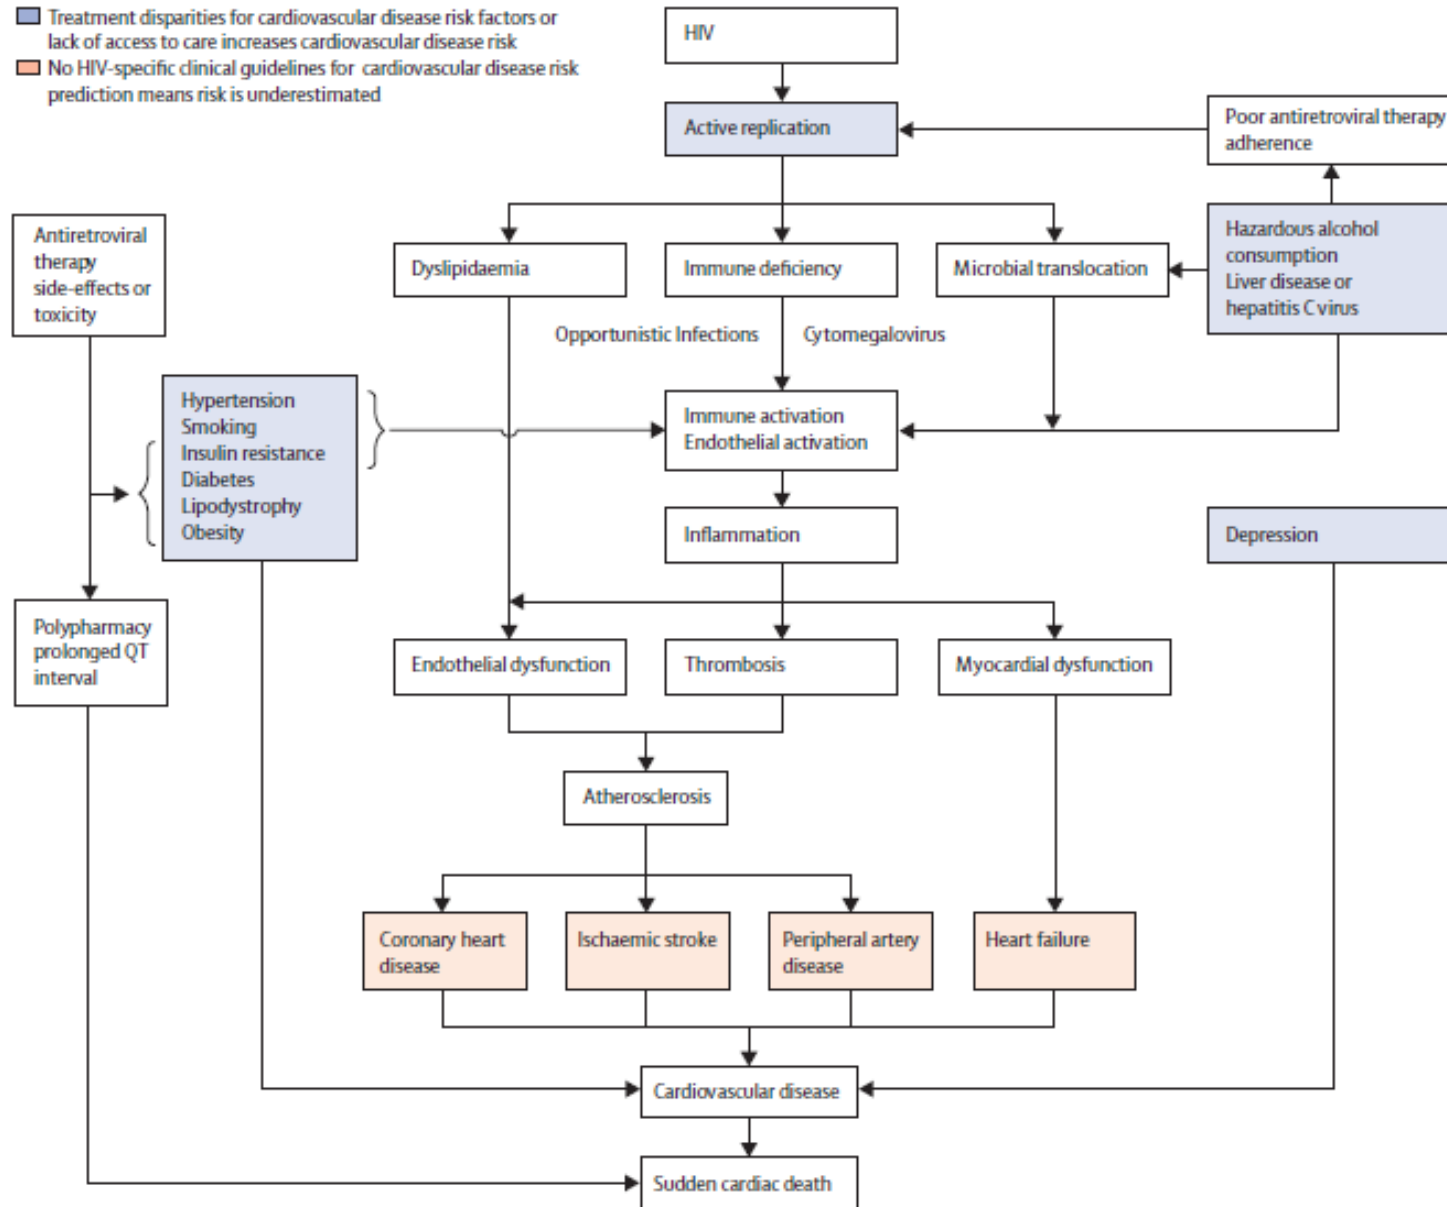 Treatment disparities for cardiovascular disease risk factors or
lack of access to care increases cardiovascular disease risk
No HIV-specific clinical guidelines for cardiovascular disease risk
prediction means risk is underestimated
HIV
Active replication
Poor antiretroviral therapy
adherence
Antiretroviral
therapy
side-effects or
toxicity
Dyslipidaemia
Immune deficiency
Microbial translocation
Hazardous alcohol
consumption
Liver disease or
hepatitis C virus
Opportunistic Infections
Cytomegalovirus
Hypertension
Smoking
Insulin resistance
Diabetes
Lipodystrophy
Obesity
Immune activation
Endothelial activation
Inflammation
Depression
Polypharmacy
prolonged QT
interval
Endothelial dysfunction
Thrombosis
Myocardial dysfunction
Atherosclerosis
Coronary heart
disease
Ischaemic stroke
Peripheral artery
disease
Heart failure
Cardiovascular disease
Sudden cardiac death